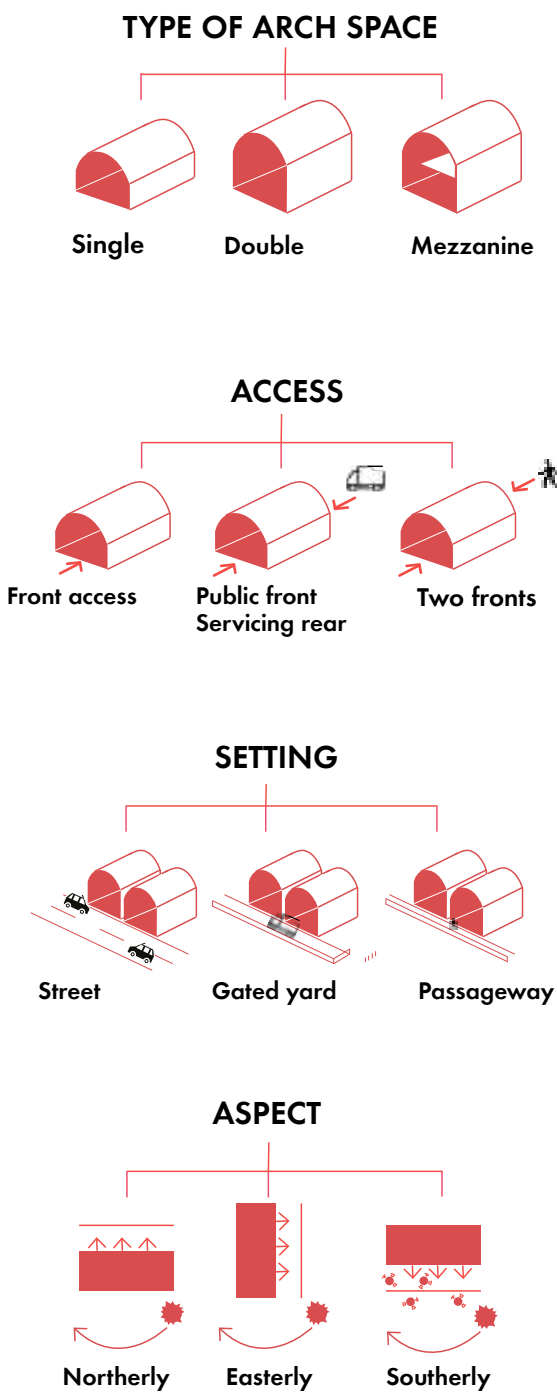 TYPE OF ARCH SPACE
Single
Double
Mezzanine
ACCESS
Front access
Public front
Servicing rear
Two fronts
SETTING
Street
Gated yard
Passageway
ASPECT
Northerly
Easterly
Southerly